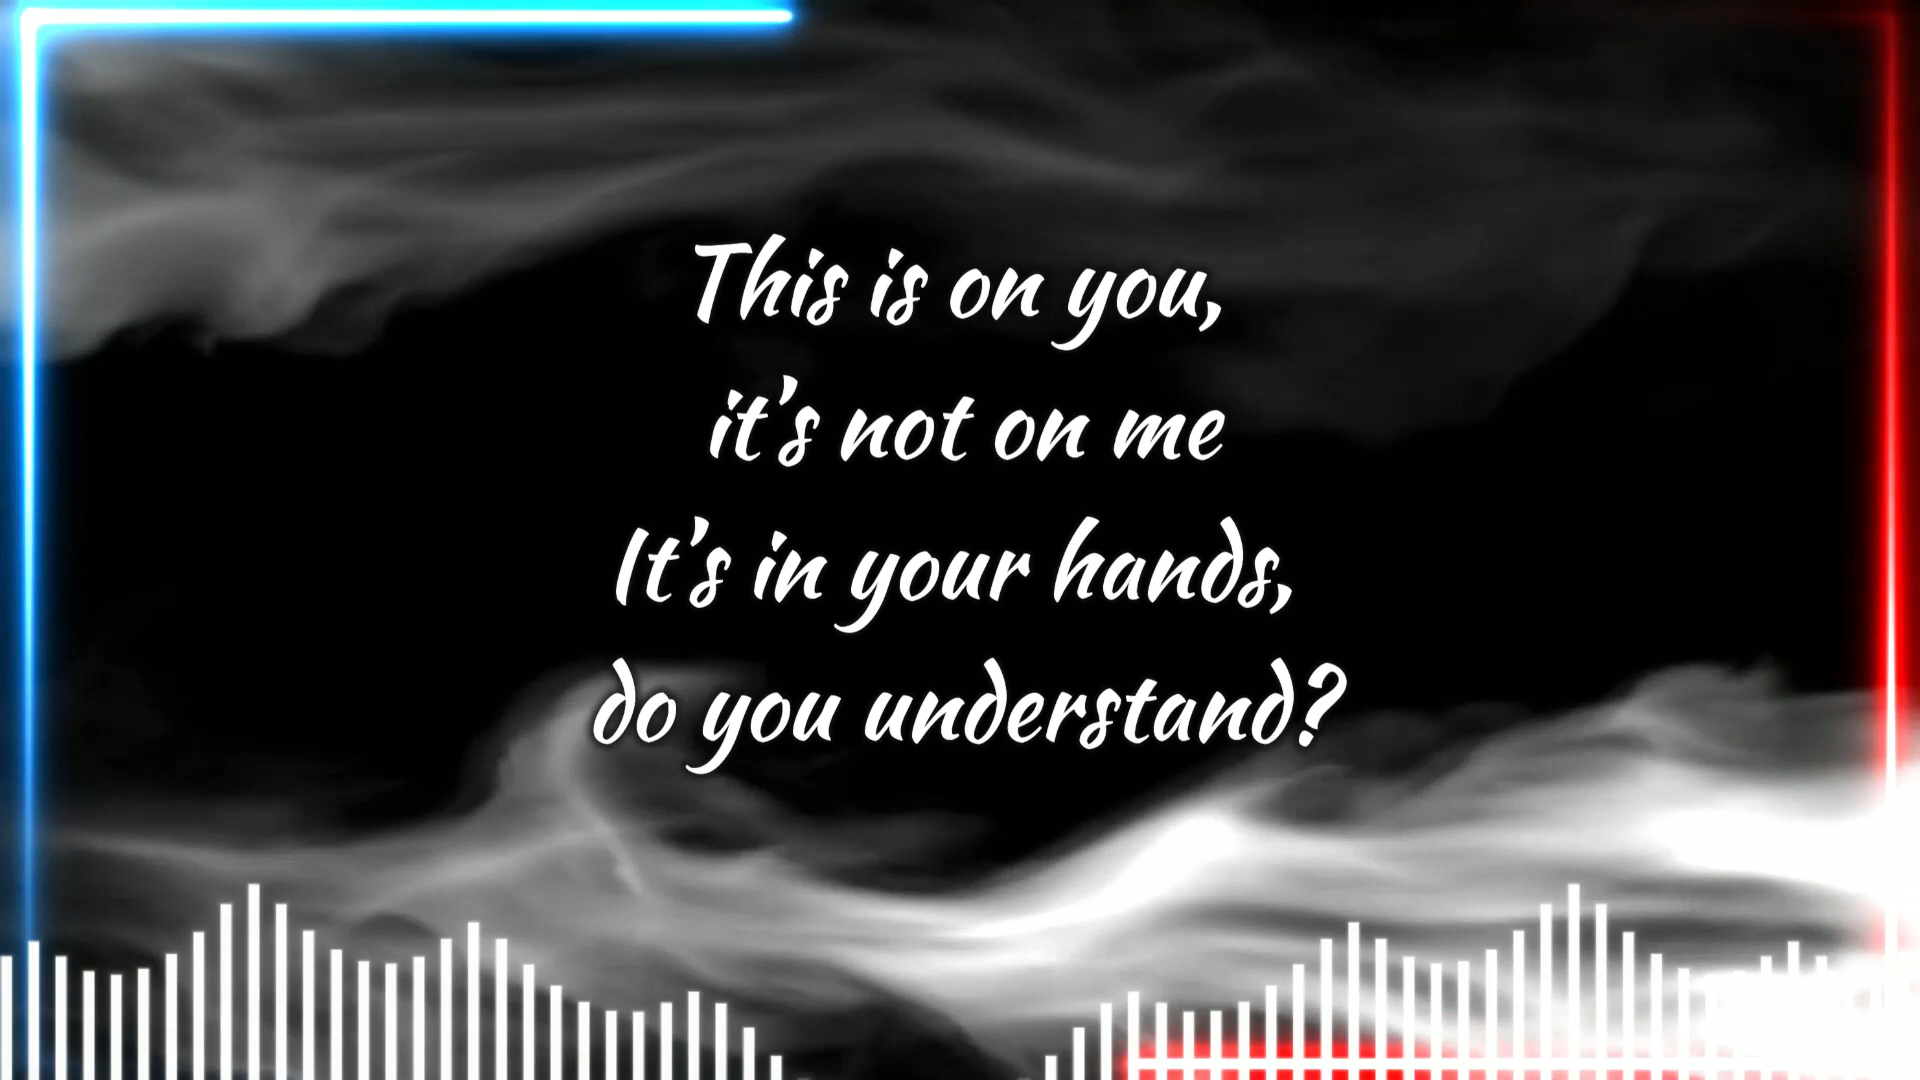 This is on you,
it's not on me
It's in your hands,
do you understand?